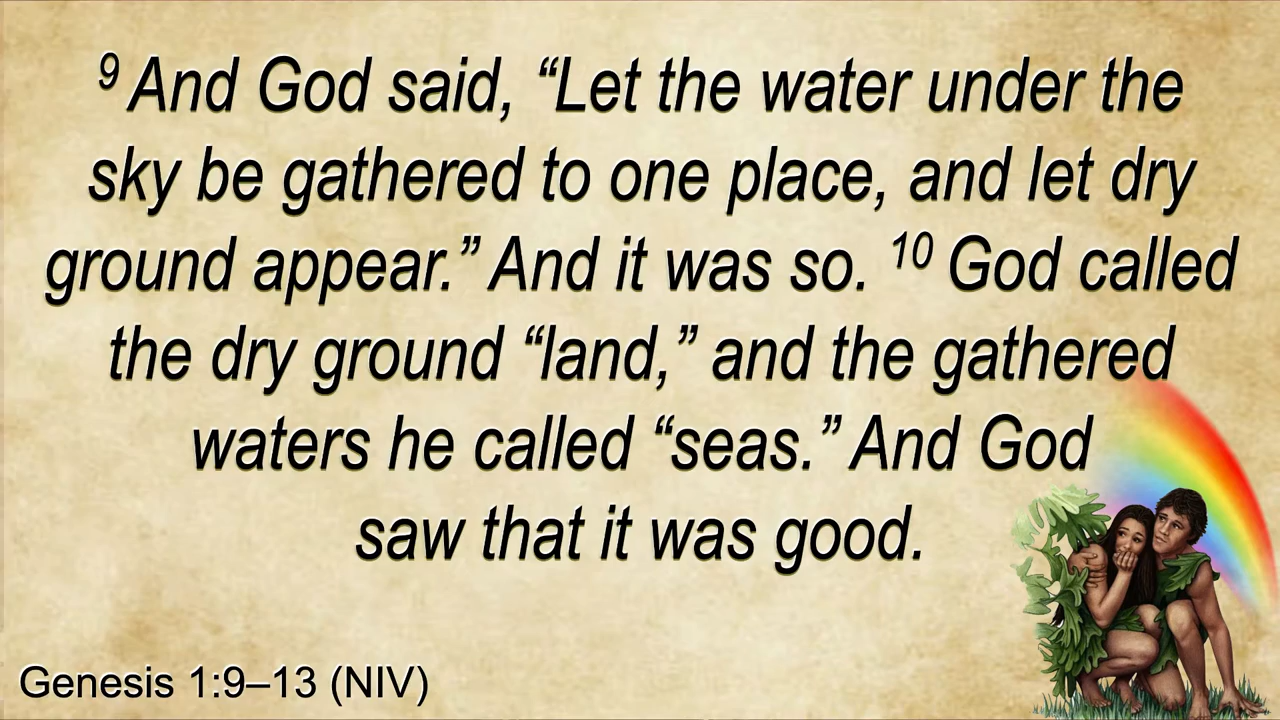 ⁹ And God said, “Let the water under the
sky be gathered to one place, and let dry
ground appear.” And it was so. ¹⁰ God called
the dry ground “land,” and the gathered
waters he called “seas.” And God
saw that it was good.
Genesis 1:9–13 (NIV)